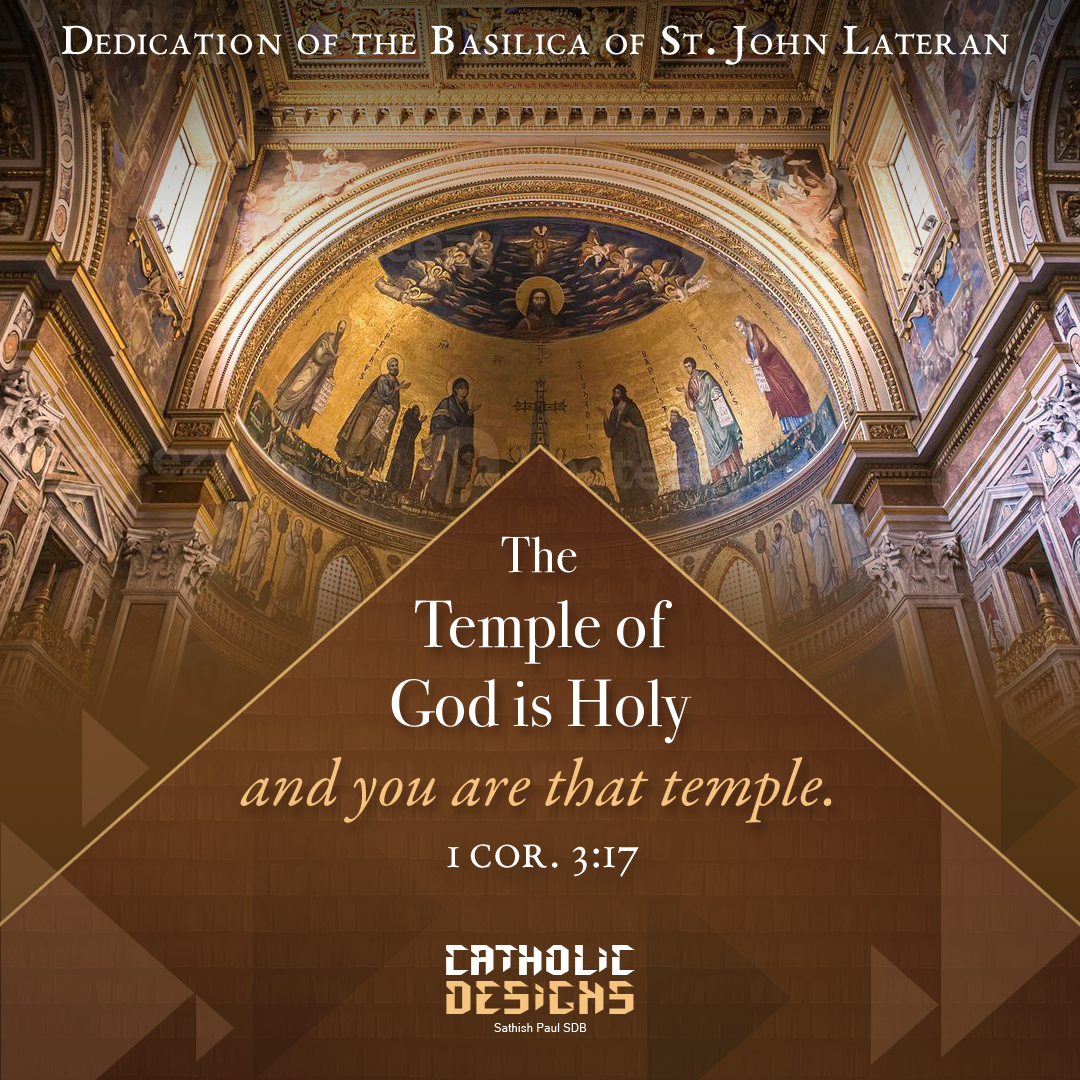 Dedication of the Basilica of St. John Lateran
The
Temple of
God is Holy
and you are that temple.
1 COR. 3:17
CATHOLIC
DESIGNS
Sathish Paul SDB